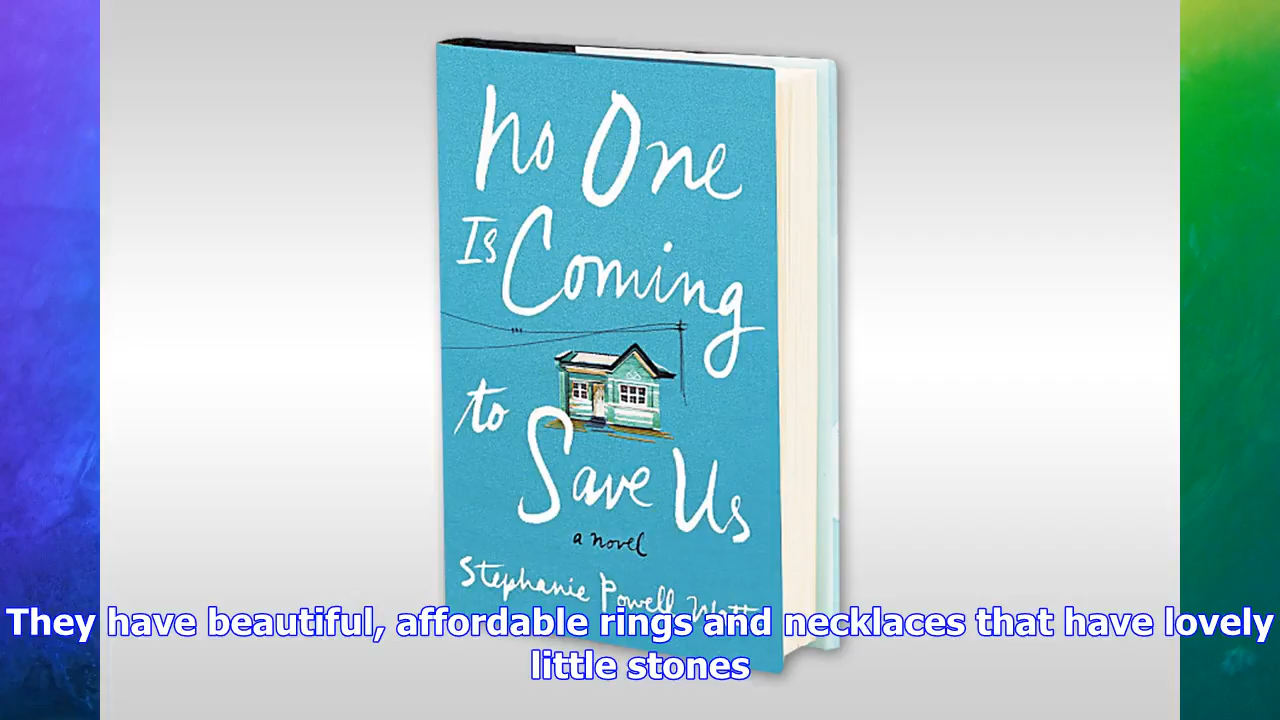 No One
Is Coming
to
Save Us
a novel
Stephanie Powell Watts
They have beautiful, affordable rings and necklaces that have lovely
little stones